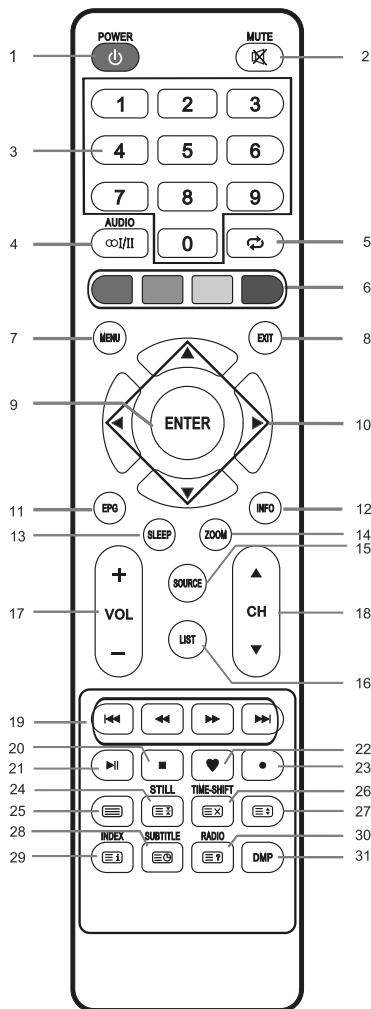 POWER MUTE
1 2
1 2 3
3 4 5 6
7 8 9
AUDIO
4 I/II 0 5
6
7 MENU EXIT 8
9 ENTER 10
11 EPG INFO 12
13 SLEEP ZOOM 14
SOURCE 15
17 + VOL − CH 18
LIST 16
19
20 22
21 23
24 STILL TIME-SHIFT 26
25 27
28 INDEX SUBTITLE RADIO 30
29 i ? DMP 31